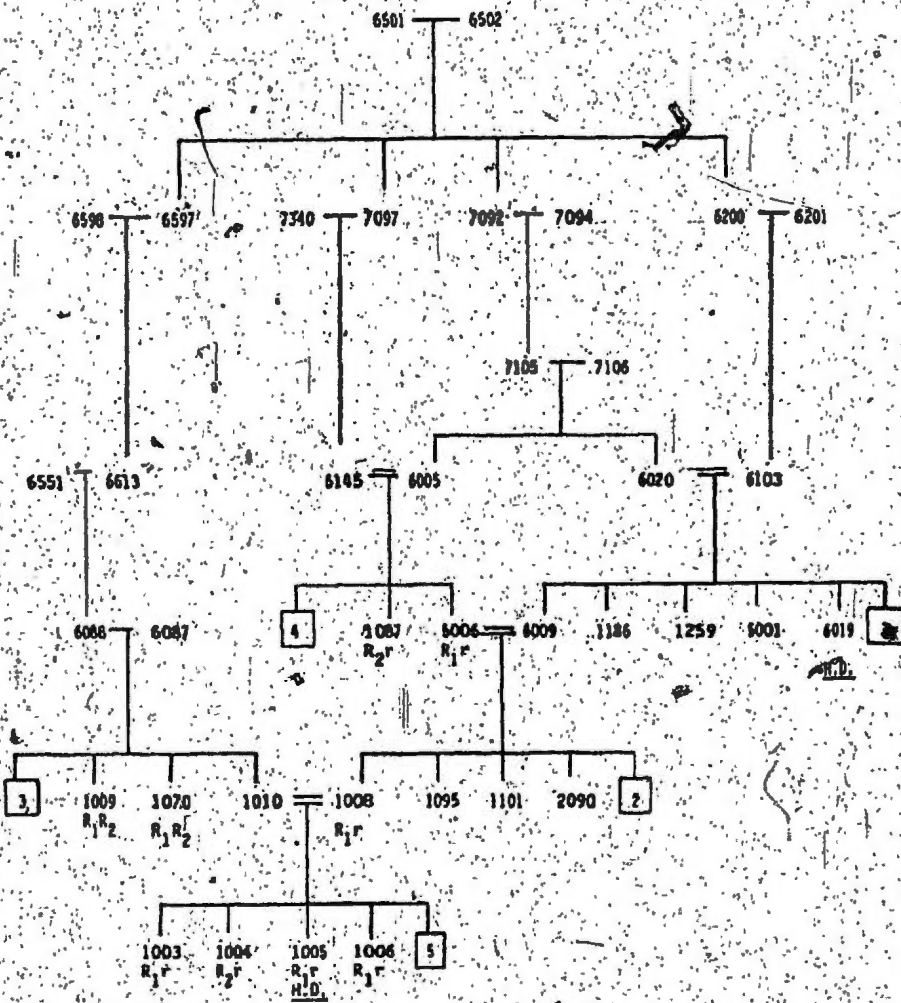 6501 6502
6598 6597 7340 7097 7092 7094 6200 6201
7105 7106
6551 6613 6145 6005 6020 6103
4 1087 6006 6009 1186 1259 6001 6019
R₂r R₁r H.D.
6088 6087
3 1009 1070 1010 1008 1095 1101 2090 2
R₁R₂ R₁R₂ R₁r
1003 1004 1005 1006 5
R₁r R₂r R₁r R₁r
H.D.